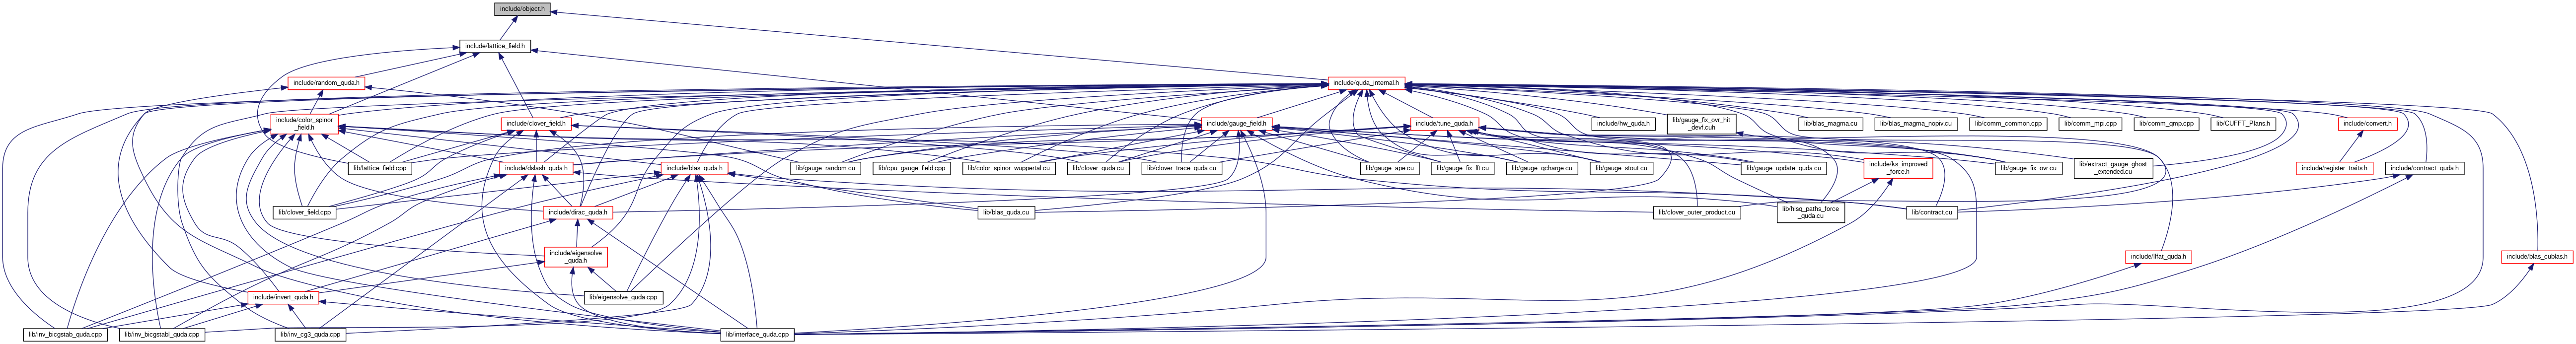 include/object.h
include/lattice_field.h
include/random_quda.h
include/quda_internal.h
include/color_spinor
_field.h
include/clover_field.h
include/gauge_field.h
include/tune_quda.h
include/hw_quda.h
lib/gauge_fix_ovr_hit
_devf.cuh
lib/blas_magma.cu
lib/blas_magma_nopiv.cu
lib/comm_common.cpp
lib/comm_mpi.cpp
lib/comm_qmp.cpp
lib/CUFFT_Plans.h
include/convert.h
lib/lattice_field.cpp
include/dslash_quda.h
include/blas_quda.h
lib/gauge_random.cu
lib/cpu_gauge_field.cpp
lib/color_spinor_wuppertal.cu
lib/clover_quda.cu
lib/clover_trace_quda.cu
lib/gauge_ape.cu
lib/gauge_fix_fft.cu
lib/gauge_qcharge.cu
lib/gauge_stout.cu
lib/gauge_update_quda.cu
include/ks_improved
_force.h
lib/gauge_fix_ovr.cu
lib/extract_gauge_ghost
_extended.cu
include/register_traits.h
include/contract_quda.h
lib/clover_field.cpp
include/dirac_quda.h
lib/blas_quda.cu
lib/clover_outer_product.cu
lib/hisq_paths_force
_quda.cu
lib/contract.cu
include/eigensolve
_quda.h
include/llfat_quda.h
include/blas_cublas.h
include/invert_quda.h
lib/eigensolve_quda.cpp
lib/inv_bicgstab_quda.cpp
lib/inv_bicgstabl_quda.cpp
lib/inv_cg3_quda.cpp
lib/interface_quda.cpp